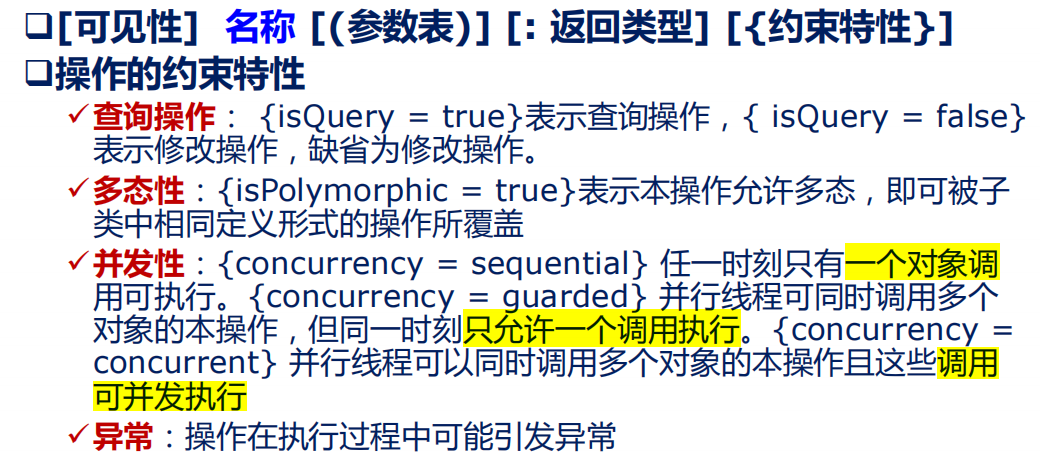 ❑[可见性] 名称 [(参数表)] [: 返回类型] [{约束特性}]
❑操作的约束特性
✓查询操作： {isQuery = true}表示查询操作，{ isQuery = false}
表示修改操作，缺省为修改操作。
✓多态性：{isPolymorphic = true}表示本操作允许多态，即可被子
类中相同定义形式的操作所覆盖
✓并发性：{concurrency = sequential} 任一时刻只有一个对象调
用可执行。{concurrency = guarded} 并行线程可同时调用多个
对象的本操作，但同一时刻只允许一个调用执行。{concurrency =
concurrent} 并行线程可以同时调用多个对象的本操作且这些调用
可并发执行
✓异常：操作在执行过程中可能引发异常